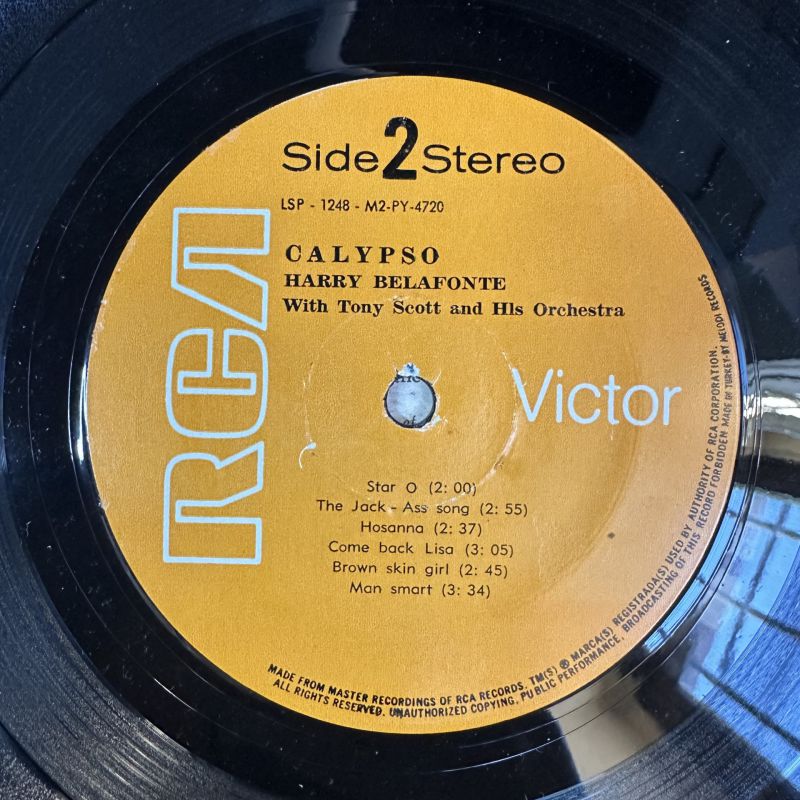 Side 2 Stereo
LSP - 1248 - M2-PY-4720
CALYPSO
HARRY BELAFONTE
With Tony Scott and HIs Orchestra
RCA
Victor
the
of
Star O (2: 00)
The Jack - Ass song (2: 55)
Hosanna (2: 37)
Come back Lisa (3: 05)
Brown skin girl (2: 45)
Man smart (3: 34)
MADE FROM MASTER RECORDINGS OF RCA RECORDS. TM(S) ® MARCA(S) REGISTRADA(S) USED BY AUTHORITY OF RCA CORPORATION.
ALL RIGHTS RESERVED. UNAUTHORIZED COPYING, PUBLIC PERFORMANCE, BROADCASTING OF THIS RECORD FORBIDDEN MADE IN TURKEY BY MELODI RECORDS